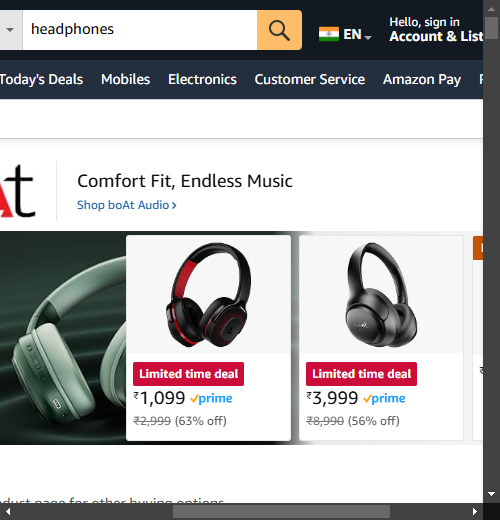 headphones
EN
Hello, sign in
Account & List
Today's Deals Mobiles Electronics Customer Service Amazon Pay
At
Comfort Fit, Endless Music
Shop boAt Audio
Limited time deal
₹1,099 prime
₹2,999 (63% off)
Limited time deal
₹3,999 prime
₹8,990 (56% off)
duct page for other buying options